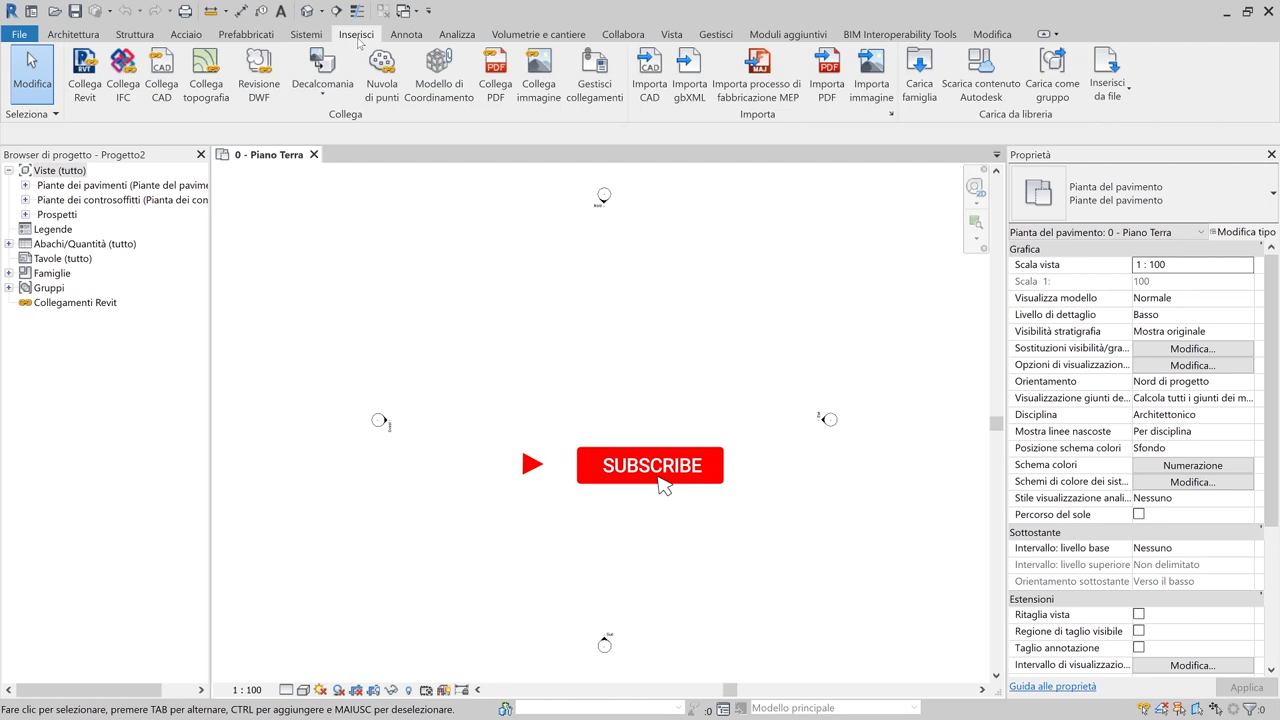 File Architettura Struttura Acciaio Prefabbricati Sistemi Inserisci Annota Analizza Volumetrie e cantiere Collabora Vista Gestisci Moduli aggiuntivi BIM Interoperability Tools Modifica
Modifica
Collega Revit
Collega IFC
Collega CAD
Collega topografia
Revisione DWF
Decalcomania
Nuvola di punti
Modello di Coordinamento
Collega PDF
Collega immagine
Gestisci collegamenti
Importa CAD
Importa gbXML
Importa processo di fabbricazione MEP
Importa PDF
Importa immagine
Carica famiglia
Scarica contenuto Autodesk
Carica come gruppo
Inserisci da file
Seleziona
Collega
Importa
Carica da libreria
Browser di progetto - Progetto2
Viste (tutto)
Piante dei pavimenti (Piante del pavime
Piante dei controsoffitti (Pianta dei con
Prospetti
Legende
Abachi/Quantità (tutto)
Tavole (tutto)
Famiglie
Gruppi
Collegamenti Revit
0 - Piano Terra
SUBSCRIBE
Proprietà
Pianta del pavimento
Piante del pavimento
Pianta del pavimento: 0 - Piano Terra Modifica tipo
Grafica
Scala vista 1 : 100
Scala 1: 100
Visualizza modello Normale
Livello di dettaglio Basso
Visibilità stratigrafia Mostra originale
Sostituzioni visibilità/gra... Modifica...
Opzioni di visualizzazion... Modifica...
Orientamento Nord di progetto
Visualizzazione giunti de... Calcola tutti i giunti dei m...
Disciplina Architettonico
Mostra linee nascoste Per disciplina
Posizione schema colori Sfondo
Schema colori Numerazione
Schemi di colore dei sist... Modifica...
Stile visualizzazione anali... Nessuno
Percorso del sole
Sottostante
Intervallo: livello base Nessuno
Intervallo: livello superiore Non delimitato
Orientamento sottostante Verso il basso
Estensioni
Ritaglia vista
Regione di taglio visibile
Taglio annotazione
Intervallo di visualizzazio... Modifica...
Guida alle proprietà Applica
1 : 100
Fare clic per selezionare, premere TAB per alternare, CTRL per aggiungere e MAIUSC per deselezionare.
:0
Modello principale
:0